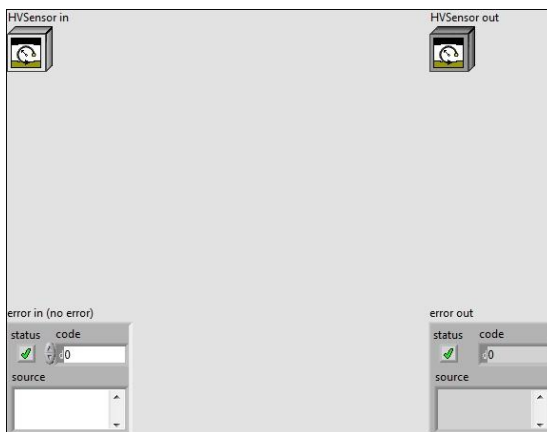 HVSensor in
HVSensor out
error in (no error)
error out
status code
0
source
status code
0
source